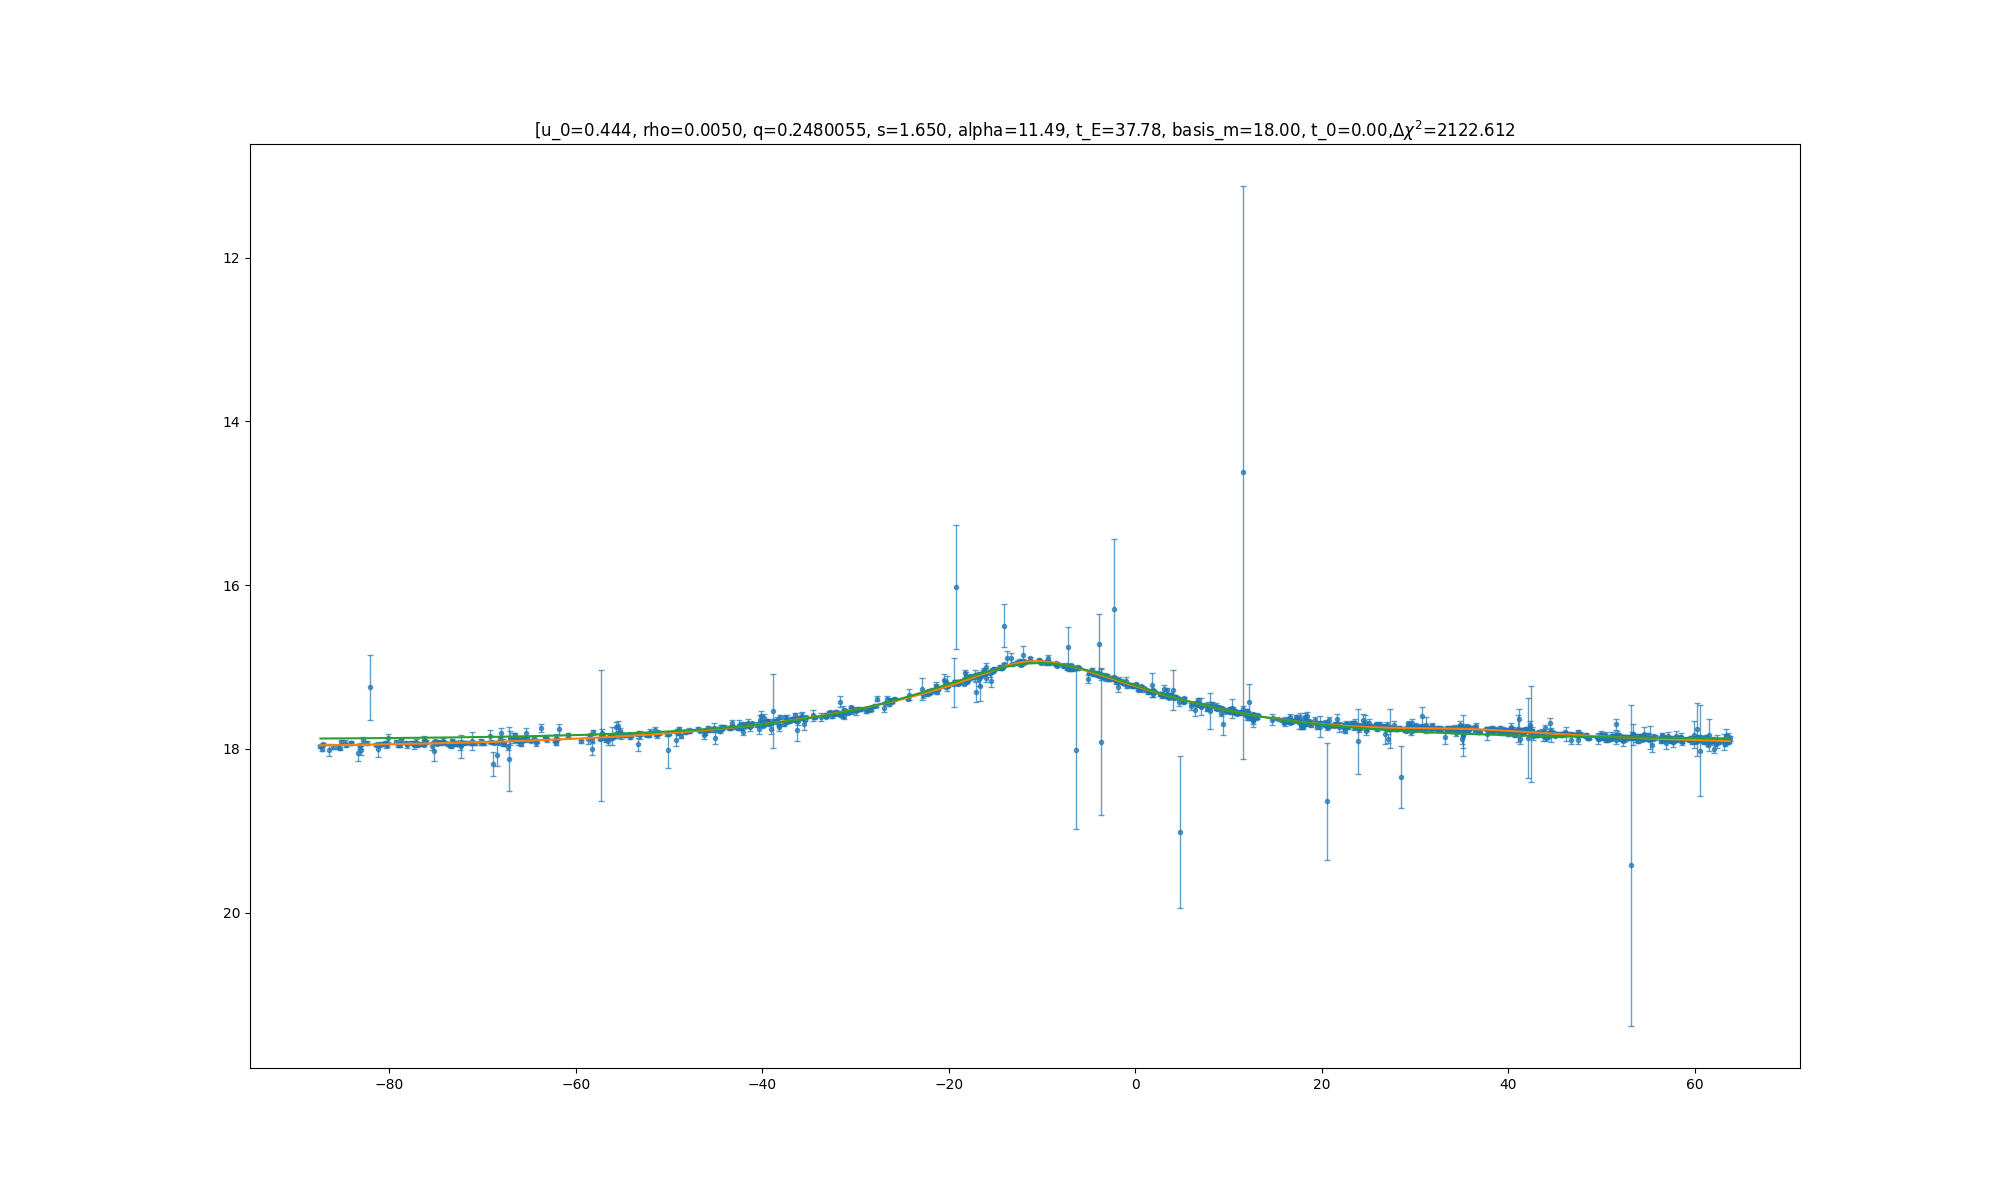 [u_0=0.444, rho=0.0050, q=0.2480055, s=1.650, alpha=11.49, t_E=37.78, basis_m=18.00, t_0=0.00,Δχ²=2122.612
12
14
16
18
20
−80 −60 −40 −20 0 20 40 60